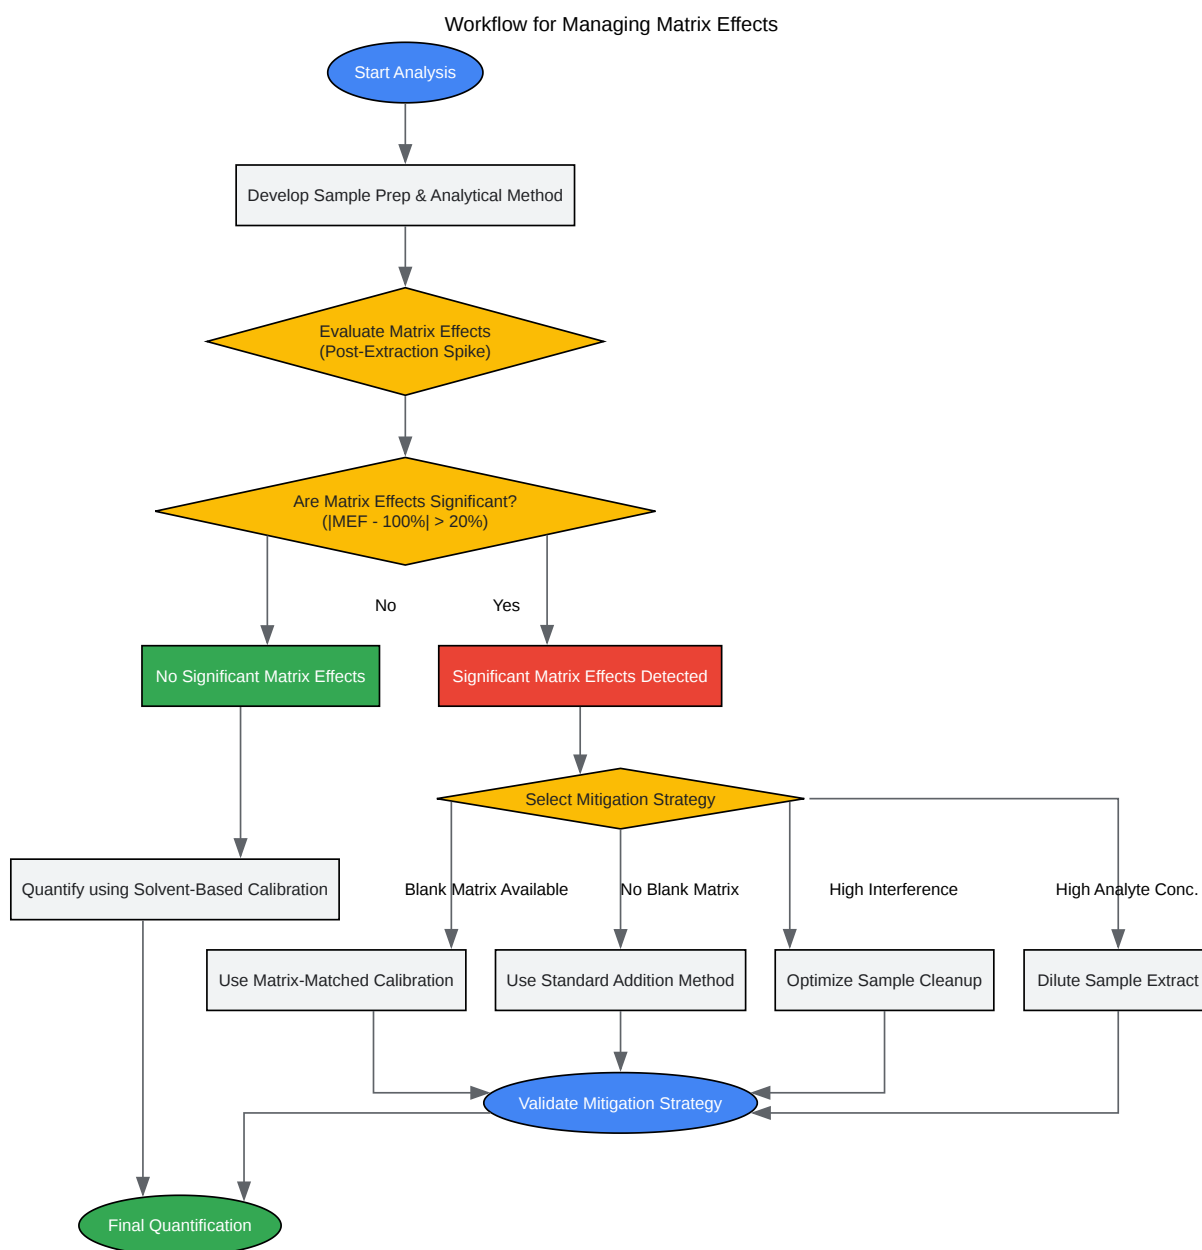 Workflow for Managing Matrix Effects
Start Analysis
Develop Sample Prep & Analytical Method
Evaluate Matrix Effects
(Post-Extraction Spike)
Are Matrix Effects Significant?
(|MEF - 100%| > 20%)
No
Yes
No Significant Matrix Effects
Significant Matrix Effects Detected
Select Mitigation Strategy
Quantify using Solvent-Based Calibration
Blank Matrix Available
No Blank Matrix
High Interference
High Analyte Conc.
Use Matrix-Matched Calibration
Use Standard Addition Method
Optimize Sample Cleanup
Dilute Sample Extract
Validate Mitigation Strategy
Final Quantification